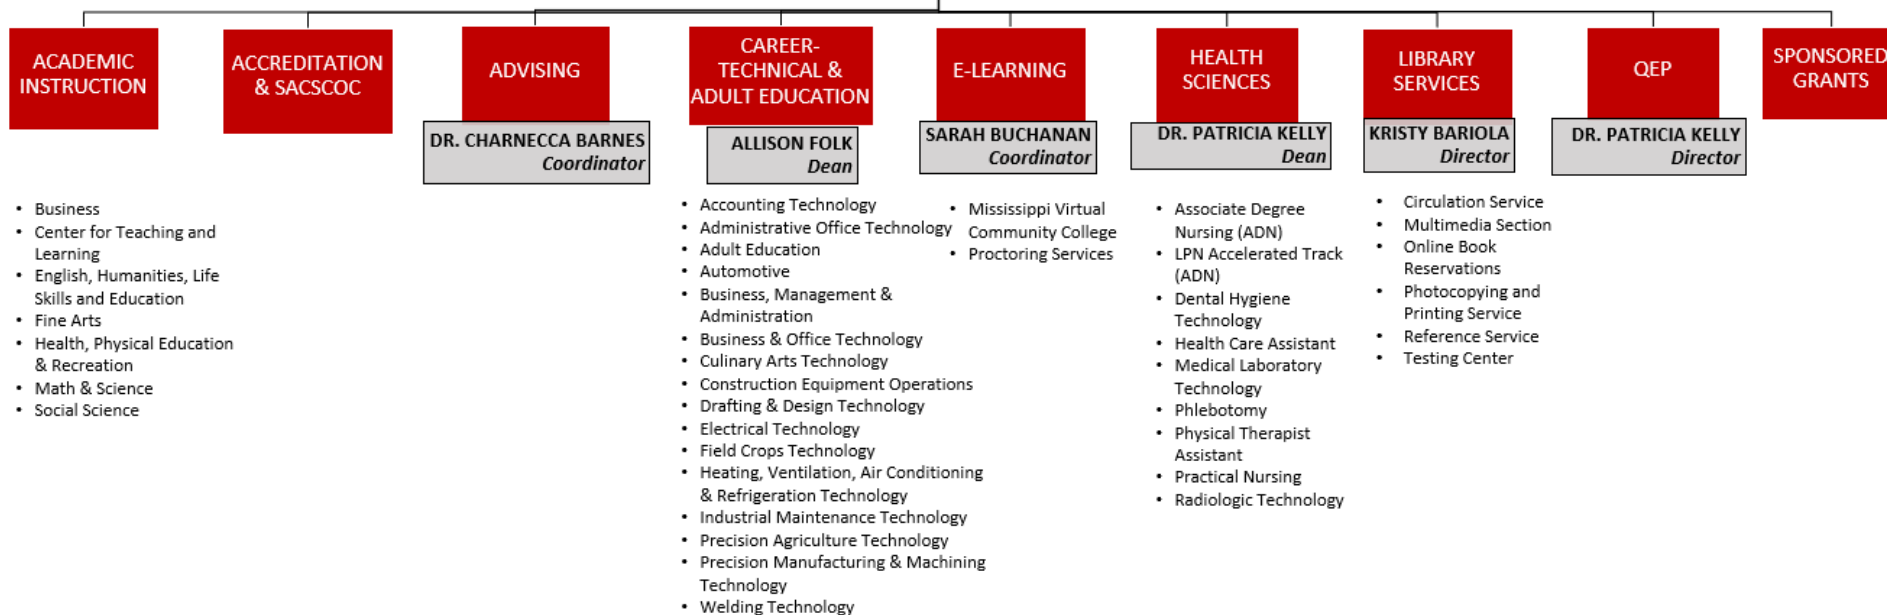 ACADEMIC
INSTRUCTION
ACCREDITATION
& SACSCOC
ADVISING
DR. CHARNECCA BARNES
Coordinator
CAREER-
TECHNICAL &
ADULT EDUCATION
ALLISON FOLK
Dean
E-LEARNING
SARAH BUCHANAN
Coordinator
HEALTH
SCIENCES
DR. PATRICIA KELLY
Dean
LIBRARY
SERVICES
KRISTY BARIOLA
Director
QEP
DR. PATRICIA KELLY
Director
SPONSORED
GRANTS
• Business
• Center for Teaching and
Learning
• English, Humanities, Life
Skills and Education
• Fine Arts
• Health, Physical Education
& Recreation
• Math & Science
• Social Science
• Accounting Technology
• Administrative Office Technology
• Adult Education
• Automotive
• Business, Management &
Administration
• Business & Office Technology
• Culinary Arts Technology
• Construction Equipment Operations
• Drafting & Design Technology
• Electrical Technology
• Field Crops Technology
• Heating, Ventilation, Air Conditioning
& Refrigeration Technology
• Industrial Maintenance Technology
• Precision Agriculture Technology
• Precision Manufacturing & Machining
Technology
• Welding Technology
• Mississippi Virtual
Community College
• Proctoring Services
• Associate Degree
Nursing (ADN)
• LPN Accelerated Track
(ADN)
• Dental Hygiene
Technology
• Health Care Assistant
• Medical Laboratory
Technology
• Phlebotomy
• Physical Therapist
Assistant
• Practical Nursing
• Radiologic Technology
• Circulation Service
• Multimedia Section
• Online Book
Reservations
• Photocopying and
Printing Service
• Reference Service
• Testing Center